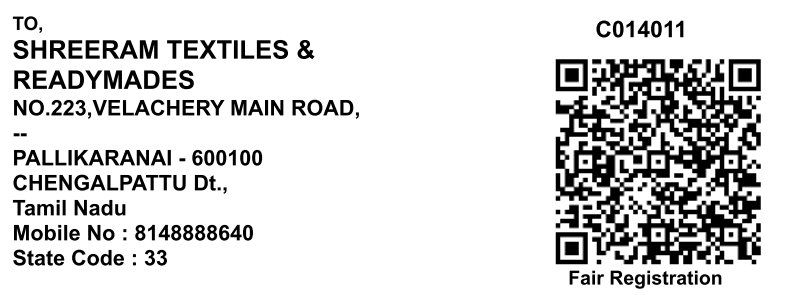 TO,
SHREERAM TEXTILES &
READYMADES
NO.223,VELACHERY MAIN ROAD,
--
PALLIKARANAI - 600100
CHENGALPATTU Dt.,
Tamil Nadu
Mobile No : 8148888640
State Code : 33
C014011
Fair Registration